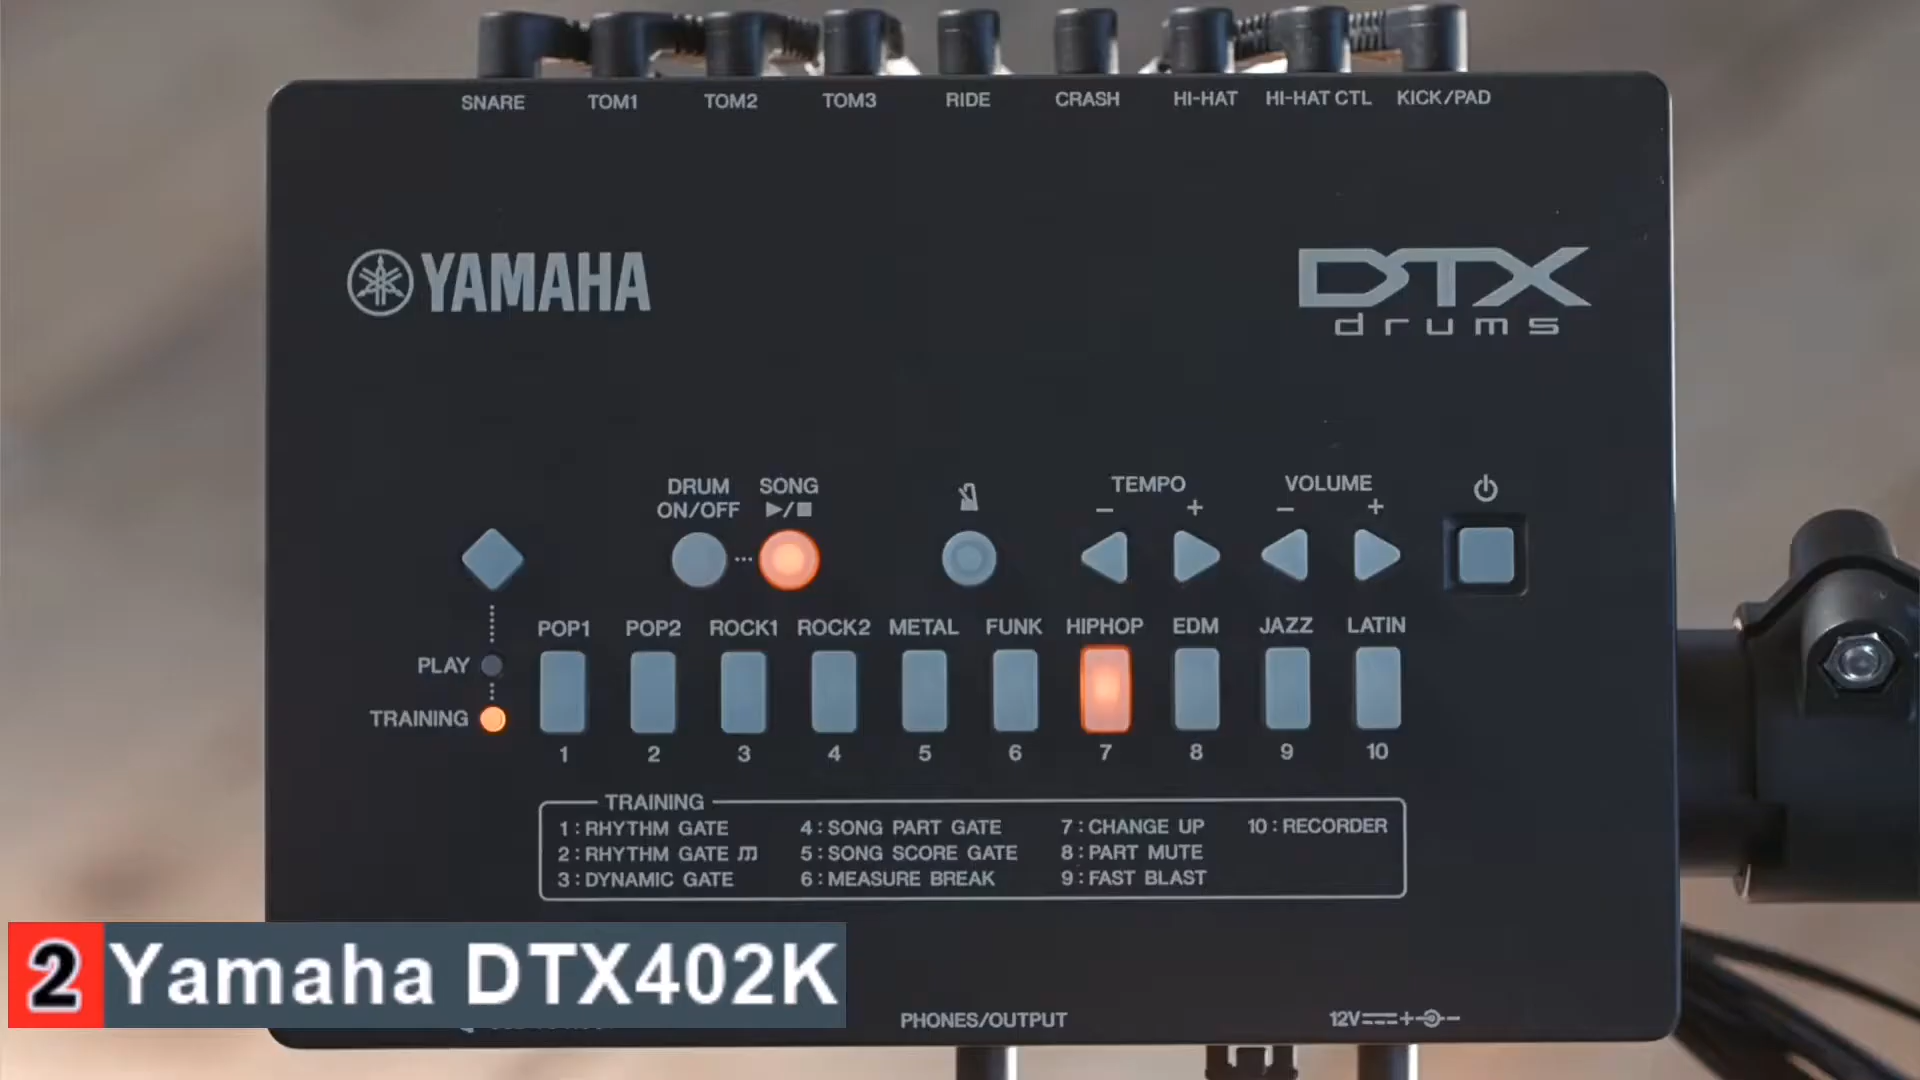 SNARE TOM1 TOM2 TOM3 RIDE CRASH HI-HAT HI-HAT CTL KICK/PAD
YAMAHA
DTX
drums
DRUM ON/OFF
SONG ▶/■
TEMPO
− +
VOLUME
− +
POP1 POP2 ROCK1 ROCK2 METAL FUNK HIPHOP EDM JAZZ LATIN
PLAY
TRAINING
1 2 3 4 5 6 7 8 9 10
TRAINING
1 : RHYTHM GATE
2 : RHYTHM GATE
3 : DYNAMIC GATE
4 : SONG PART GATE
5 : SONG SCORE GATE
6 : MEASURE BREAK
7 : CHANGE UP
8 : PART MUTE
9 : FAST BLAST
10 : RECORDER
2 Yamaha DTX402K
PHONES/OUTPUT
12V